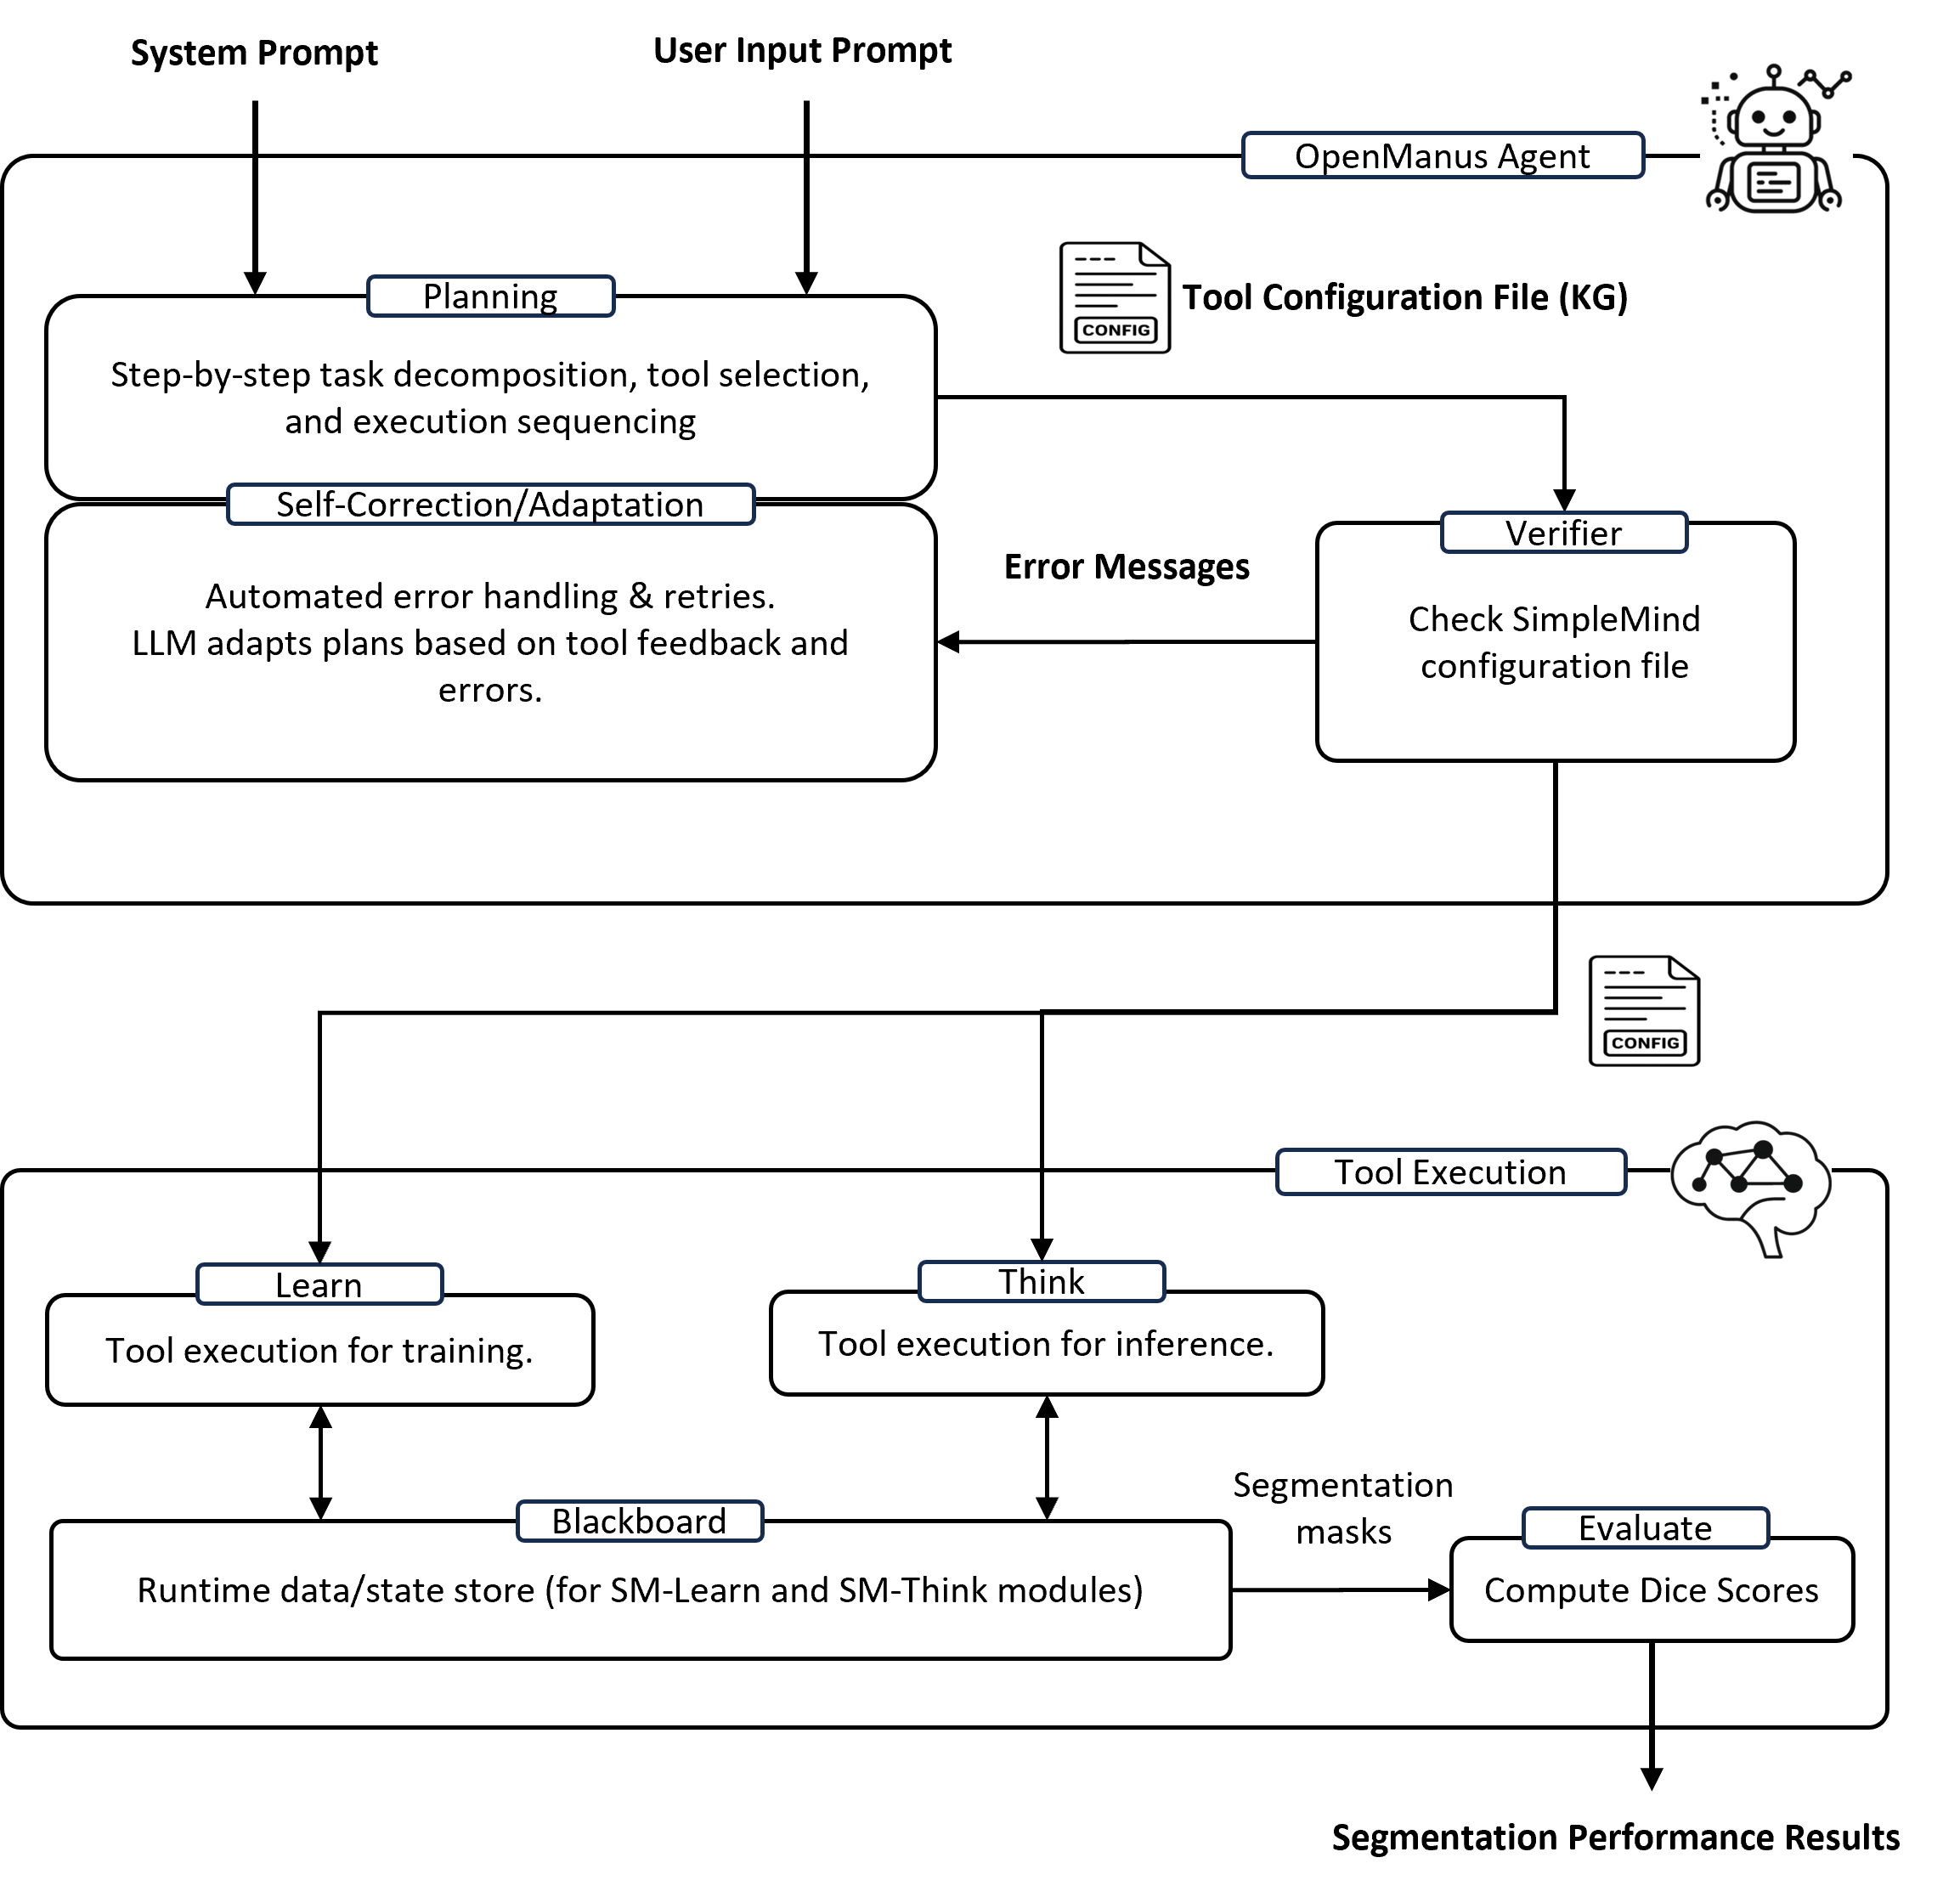 System Prompt
User Input Prompt
OpenManus Agent
Planning
Step-by-step task decomposition, tool selection,
and execution sequencing
CONFIG
Tool Configuration File (KG)
Self-Correction/Adaptation
Automated error handling & retries.
LLM adapts plans based on tool feedback and
errors.
Error Messages
Verifier
Check SimpleMind
configuration file
CONFIG
Tool Execution
Learn
Tool execution for training.
Think
Tool execution for inference.
Blackboard
Runtime data/state store (for SM-Learn and SM-Think modules)
Segmentation
masks
Evaluate
Compute Dice Scores
Segmentation Performance Results